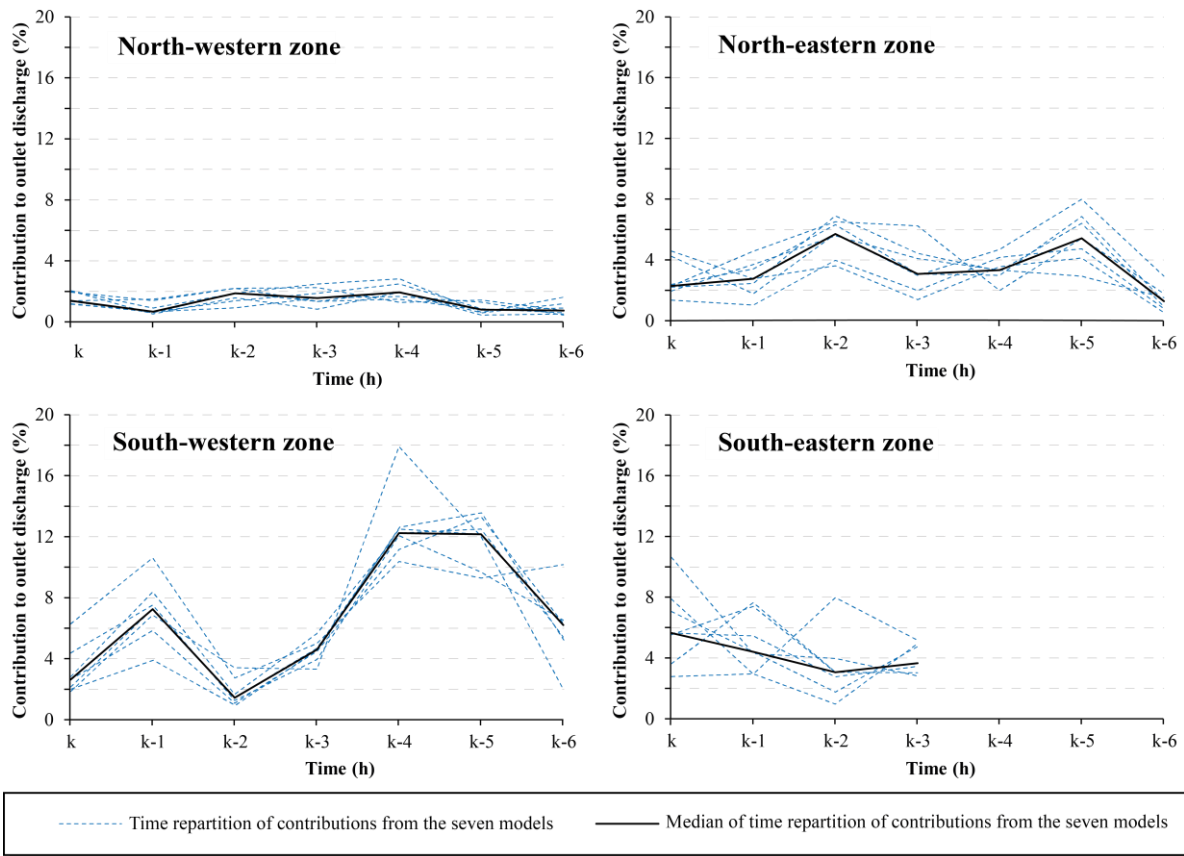 North-western zone
Contribution to outlet discharge (%)
20
16
12
8
4
0
k k-1 k-2 k-3 k-4 k-5 k-6
Time (h)
North-eastern zone
Contribution to outlet discharge (%)
20
16
12
8
4
0
k k-1 k-2 k-3 k-4 k-5 k-6
Time (h)
South-western zone
Contribution to outlet discharge (%)
20
16
12
8
4
0
k k-1 k-2 k-3 k-4 k-5 k-6
Time (h)
South-eastern zone
Contribution to outlet discharge (%)
20
16
12
8
4
0
k k-1 k-2 k-3 k-4 k-5 k-6
Time (h)
Time repartition of contributions from the seven models
Median of time repartition of contributions from the seven models